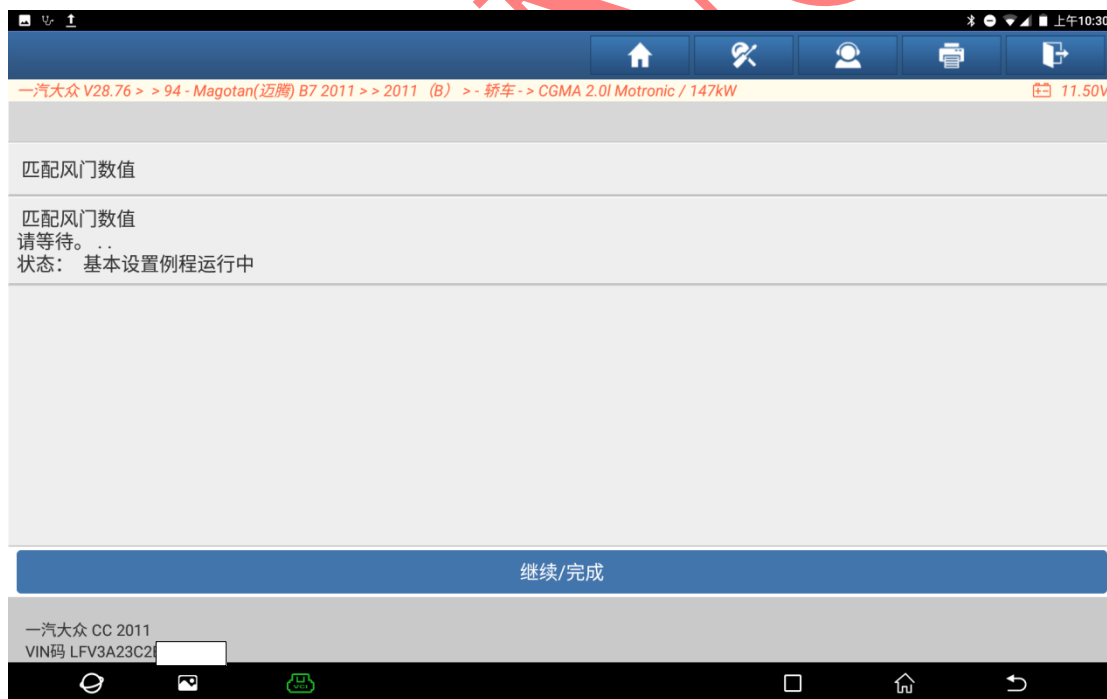 上午10:30
一汽大众 V28.76 > > 94 - Magotan(迈腾) B7 2011 > > 2011（B） > - 轿车 - > CGMA 2.0l Motronic / 147kW
11.50V
匹配风门数值
匹配风门数值
请等待。 . .
状态： 基本设置例程运行中
继续/完成
一汽大众 CC 2011
VIN码 LFV3A23C2
VCI